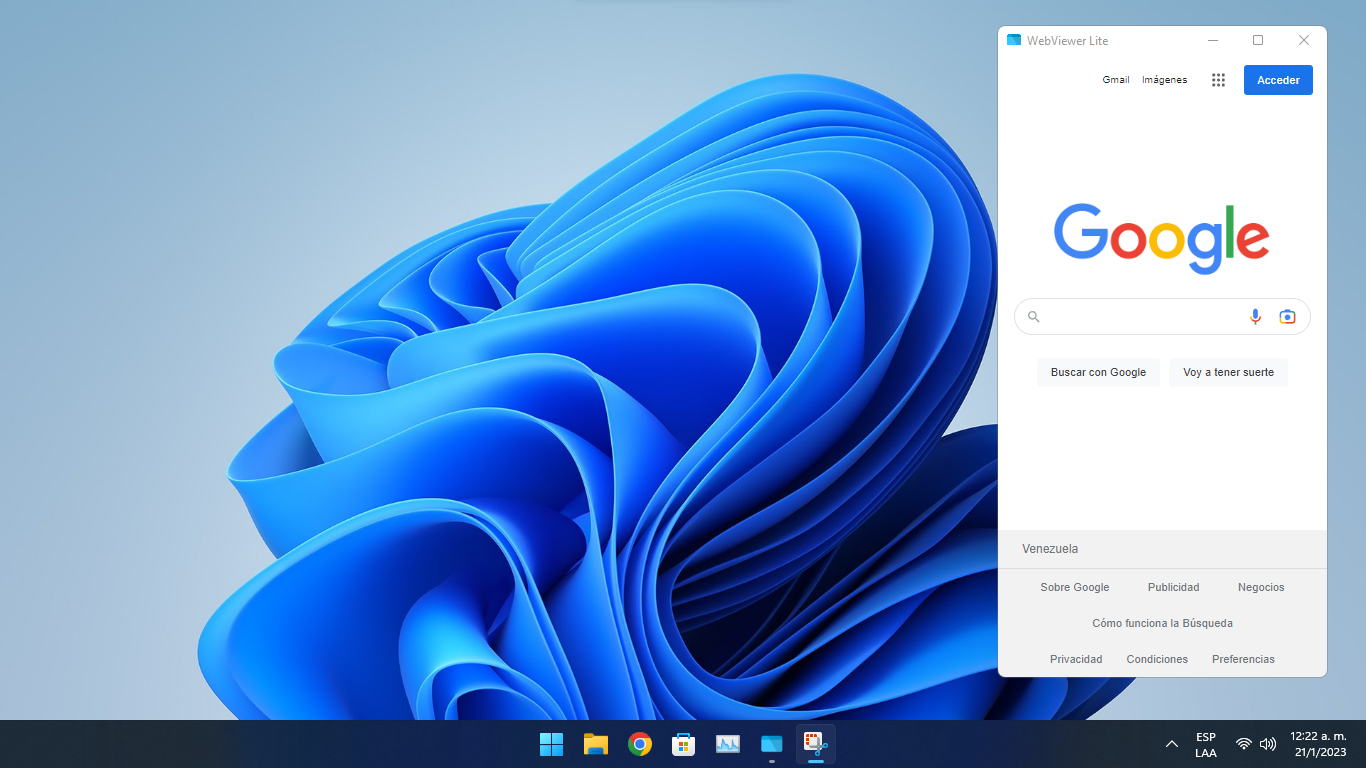 WebViewer Lite
Gmail Imágenes Acceder
Google
Buscar con Google Voy a tener suerte
Venezuela
Sobre Google Publicidad Negocios
Cómo funciona la Búsqueda
Privacidad Condiciones Preferencias
ESP
LAA
12:22 a. m.
21/1/2023